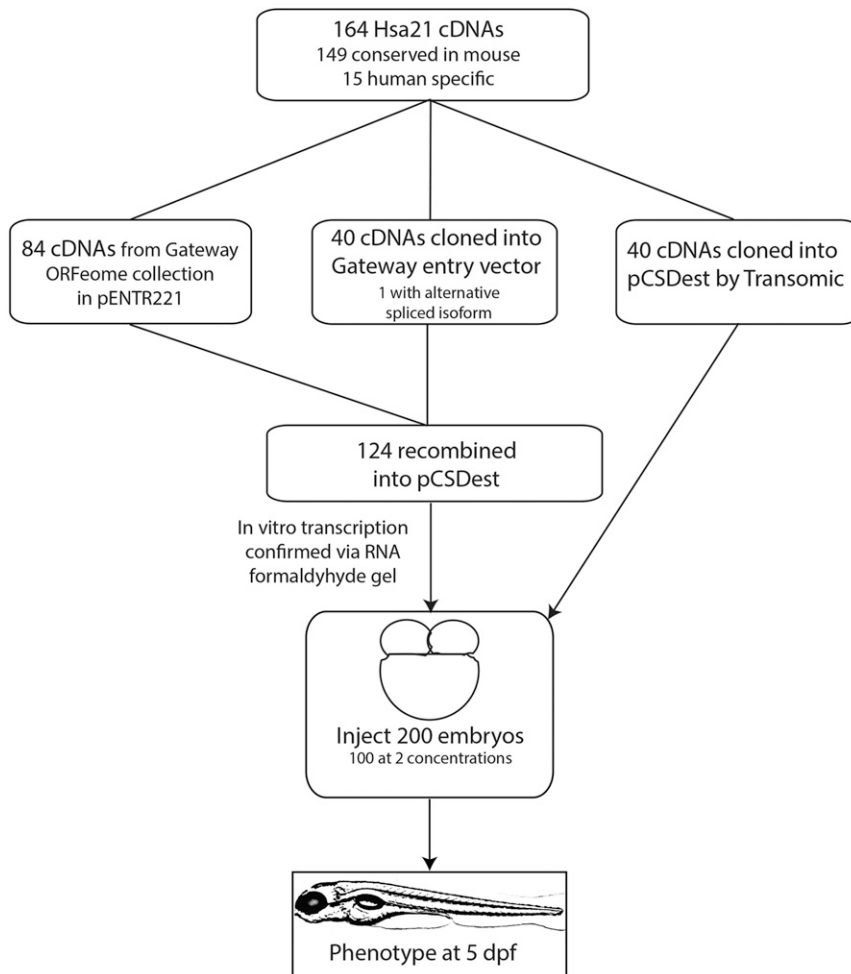 164 Hsa21 cDNAs
149 conserved in mouse
15 human specific
84 cDNAs from Gateway
ORFeome collection
in pENTR221
40 cDNAs cloned into
Gateway entry vector
1 with alternative
spliced isoform
40 cDNAs cloned into
pCSDest by Transomic
124 recombined
into pCSDest
In vitro transcription
confirmed via RNA
formaldyhyde gel
Inject 200 embryos
100 at 2 concentrations
Phenotype at 5 dpf